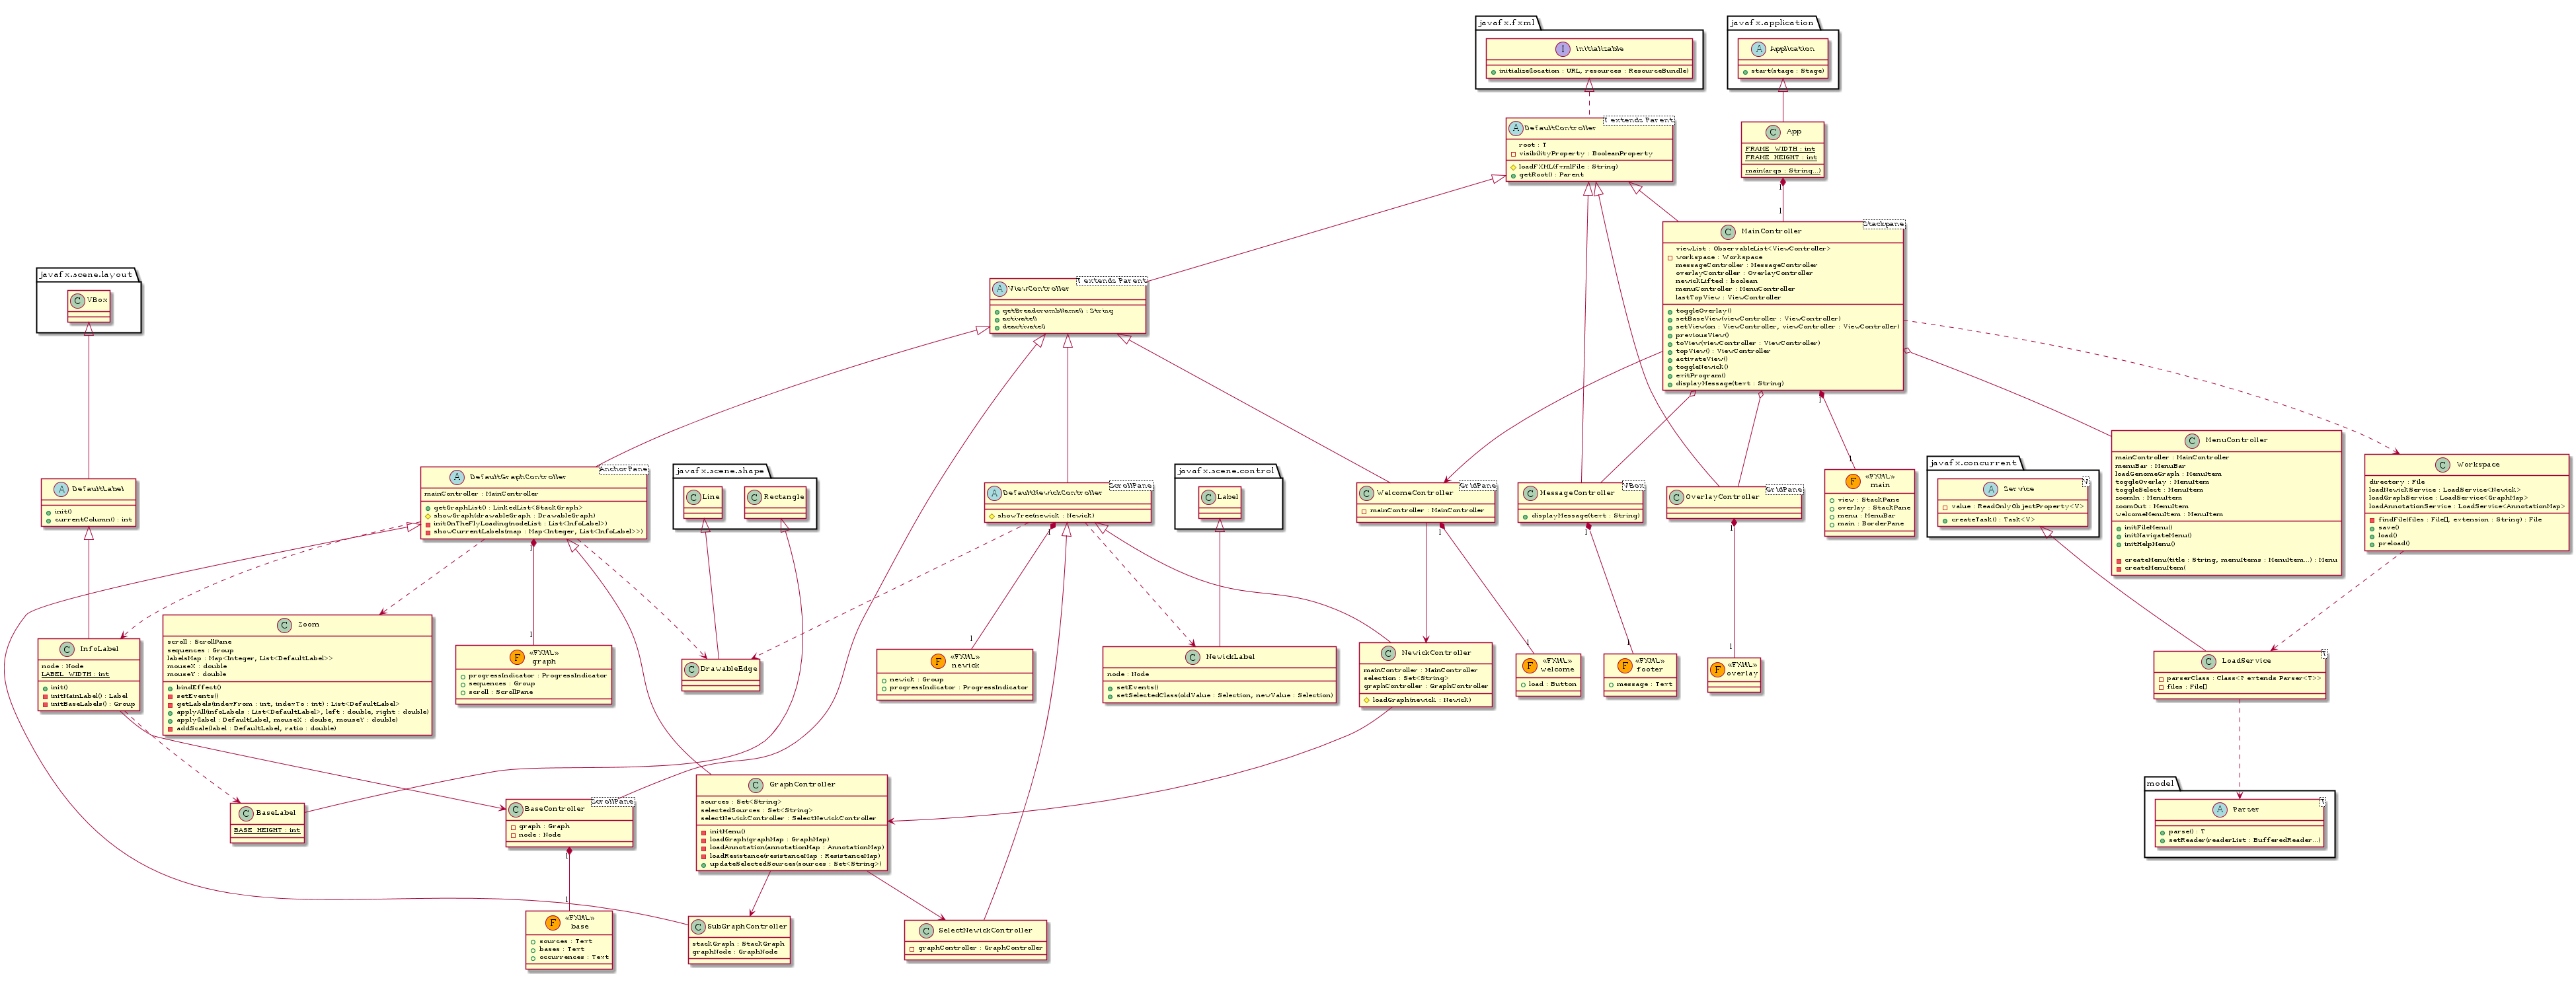 javafx.fxml
I Initializable
initialize(location : URL, resources : ResourceBundle)
javafx.application
A Application
start(stage : Stage)
A DefaultController
T extends Parent
root : T
visibilityProperty : BooleanProperty
loadFXML(fxmlFile : String)
getRoot() : Parent
C App
FRAME_WIDTH : int
FRAME_HEIGHT : int
main(args : String...)
1
1
C MainController
Stackpane
viewList : ObservableList<ViewController>
workspace : Workspace
messageController : MessageController
overlayController : OverlayController
newickLifted : boolean
menuController : MenuController
lastTopView : ViewController
toggleOverlay()
setBaseView(viewController : ViewController)
setView(on : ViewController, viewController : ViewController)
previousView()
toView(viewController : ViewController)
topView() : ViewController
activateView()
toggleNewick()
exitProgram()
displayMessage(text : String)
1
javafx.scene.layout
C VBox
A ViewController
T extends Parent
getBreadcrumbName() : String
activate()
deactivate()
A DefaultLabel
init()
currentColumn() : int
A DefaultGraphController
AnchorPane
mainController : MainController
getGraphList() : LinkedList<StackGraph>
showGraph(drawableGraph : DrawableGraph)
initOnTheFlyLoading(nodeList : List<InfoLabel>)
showCurrentLabels(map : Map<Integer, List<InfoLabel>>)
1
javafx.scene.shape
C Line
C Rectangle
A DefaultNewickController
ScrollPane
showTree(newick : Newick)
1
javafx.scene.control
C Label
C WelcomeController
GridPane
mainController : MainController
1
C MessageController
VBox
displayMessage(text : String)
1
C OverlayController
GridPane
1
1
F «FXML»
main
view : StackPane
overlay : StackPane
menu : MenuBar
main : BorderPane
javafx.concurrent
A Service
V
value : ReadOnlyObjectProperty<V>
createTask() : Task<V>
C MenuController
mainController : MainController
menuBar : MenuBar
loadGenomeGraph : MenuItem
toggleOverlay : MenuItem
toggleSelect : MenuItem
zoomIn : MenuItem
zoomOut : MenuItem
welcomeMenuItem : MenuItem
initFileMenu()
initNavigateMenu()
initHelpMenu()
createMenu(title : String, menuItems : MenuItem...) : Menu
createMenuItem(
C Workspace
directory : File
loadNewickService : LoadService<Newick>
loadGraphService : LoadService<GraphMap>
loadAnnotationService : LoadService<AnnotationMap>
findFile(files : File[], extension : String) : File
save()
load()
preload()
C InfoLabel
node : Node
LABEL_WIDTH : int
init()
initMainLabel() : Label
initBaseLabels() : Group
C Zoom
scroll : ScrollPane
sequences : Group
labelsMap : Map<Integer, List<DefaultLabel>>
mouseX : double
mouseY : double
bindEffect()
setEvents()
getLabels(indexFrom : int, indexTo : int) : List<DefaultLabel>
applyAll(infoLabels : List<DefaultLabel>, left : double, right : double)
apply(label : DefaultLabel, mouseX : doube, mouseY : double)
addScale(label : DefaultLabel, ratio : double)
1
F «FXML»
graph
progressIndicator : ProgressIndicator
sequences : Group
scroll : ScrollPane
C DrawableEdge
1
F «FXML»
newick
newick : Group
progressIndicator : ProgressIndicator
C NewickLabel
node : Node
setEvents()
setSelectedClass(oldValue : Selection, newValue : Selection)
C NewickController
mainController : MainController
selection : Set<String>
graphController : GraphController
loadGraph(newick : Newick)
1
F «FXML»
welcome
load : Button
1
F «FXML»
footer
message : Text
1
F «FXML»
overlay
C LoadService
T
parserClass : Class<? extends Parser<T>>
files : File[]
C BaseLabel
BASE_HEIGHT : int
C BaseController
ScrollPane
graph : Graph
node : Node
1
C GraphController
sources : Set<String>
selectedSources : Set<String>
selectNewickController : SelectNewickController
initMenu()
loadGraph(graphMap : GraphMap)
loadAnnotation(annotationMap : AnnotationMap)
loadResistance(resistanceMap : ResistanceMap)
updateSelectedSources(sources : Set<String>)
model
A Parser
T
parse() : T
setReader(readerList : BufferedReader...)
1
F «FXML»
base
sources : Text
bases : Text
occurrences : Text
C SubGraphController
stackGraph : StackGraph
graphNode : GraphNode
C SelectNewickController
graphController : GraphController